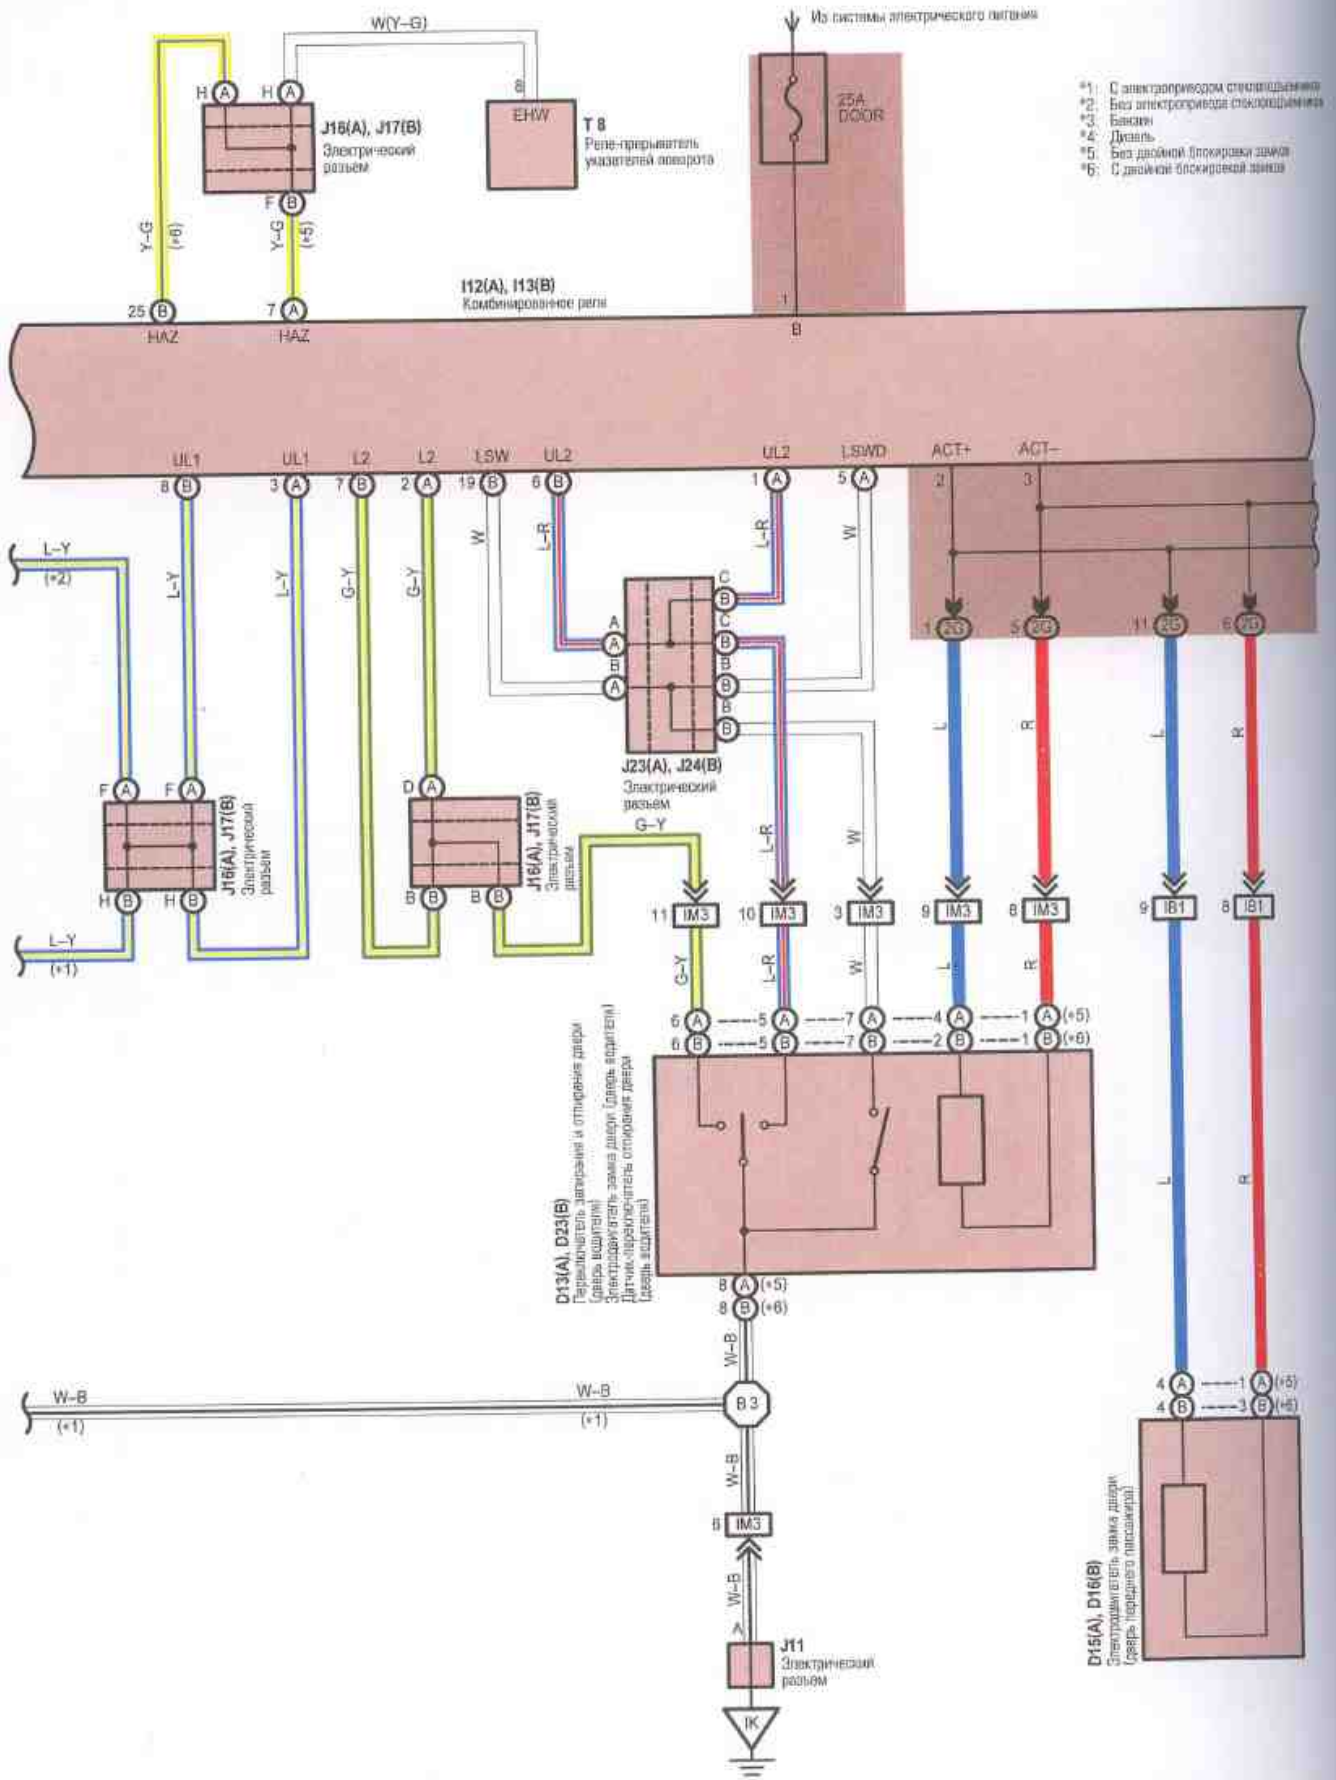 Из системы электрического питания
W(Y–G)
*1: С электроприводом стеклоподъемника
*2: Без электропривода стеклоподъемника
*3: Бензин
*4: Дизель
*5: Без двойной блокировки замков
*6: С двойной блокировкой замков
H A H A
8
EHW
T 8
Реле-прерыватель
указателей поворота
25A
DOOR
J16(A), J17(B)
Электрический
разъем
F B
Y–G
(*6)
Y–G
(*5)
I12(A), I13(B)
Комбинированное реле
1
25 B 7 A
HAZ HAZ B
UL1 UL1 L2 L2 LSW UL2 UL2 LSWD ACT+ ACT–
8 B 3 A 7 B 2 A 19 B 6 B 1 A 5 A 2 3
L–Y
(*2)
L–Y L–Y G–Y G–Y W L–R L–R W
C
B
A C
A B
B B
A B
B
B
1 2G 5 2G 11 2G 6 2G
L R L R
J23(A), J24(B)
Электрический
разъем
F A F A
D A
J16(A), J17(B)
Электрический
разъем
J16(A), J17(B)
Электрический
разъем
G–Y
L–R W
H B H B
B B B B
11 IM3 10 IM3 3 IM3 9 IM3 8 IM3 9 IB1 8 IB1
L–Y
(*1)
G–Y L–R W L R
6 A 5 A 7 A 4 A 1 A (*5)
6 B 5 B 7 B 2 B 1 B (*6)
D13(A), D23(B)
Переключатель запирания и отпирания двери
(дверь водителя)
Электродвигатель замка двери (дверь водителя)
Датчик-переключатель отпирания двери
(дверь водителя)
L R
8 A (*5)
8 B (*6)
W–B
W–B
(*1)
W–B
(*1)
B3
4 A 1 A (*5)
4 B 3 B (*6)
W–B
6 IM3
W–B
A
J11
Электрический
разъем
IK
D15(A), D16(B)
Электродвигатель замка двери
(дверь переднего пассажира)